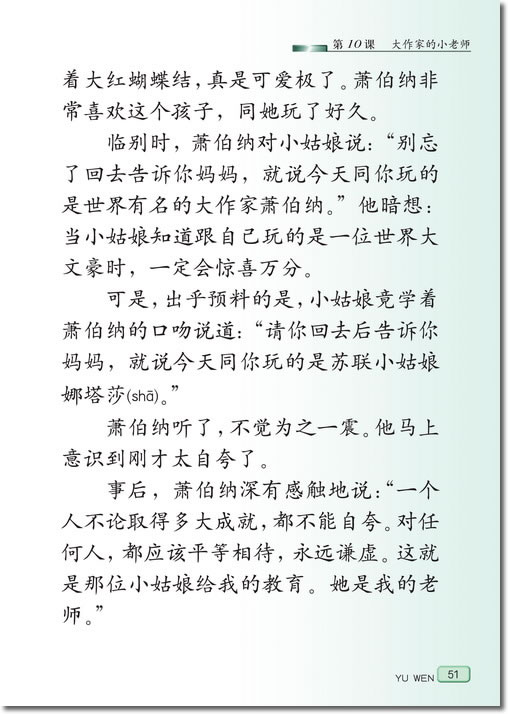 第10课 大作家的小老师
着大红蝴蝶结，真是可爱极了。萧伯纳非
常喜欢这个孩子，同她玩了好久。
临别时，萧伯纳对小姑娘说：“别忘
了回去告诉你妈妈，就说今天同你玩的
是世界有名的大作家萧伯纳。”他暗想：
当小姑娘知道跟自己玩的是一位世界大
文豪时，一定会惊喜万分。
可是，出乎预料的是，小姑娘竟学着
萧伯纳的口吻说道：“请你回去后告诉你
妈妈，就说今天同你玩的是苏联小姑娘
娜塔莎(shā)。”
萧伯纳听了，不觉为之一震。他马上
意识到刚才太自夸了。
事后，萧伯纳深有感触地说：“一个
人不论取得多大成就，都不能自夸。对任
何人，都应该平等相待，永远谦虚。这就
是那位小姑娘给我的教育。她是我的老
师。”
YU WEN 51